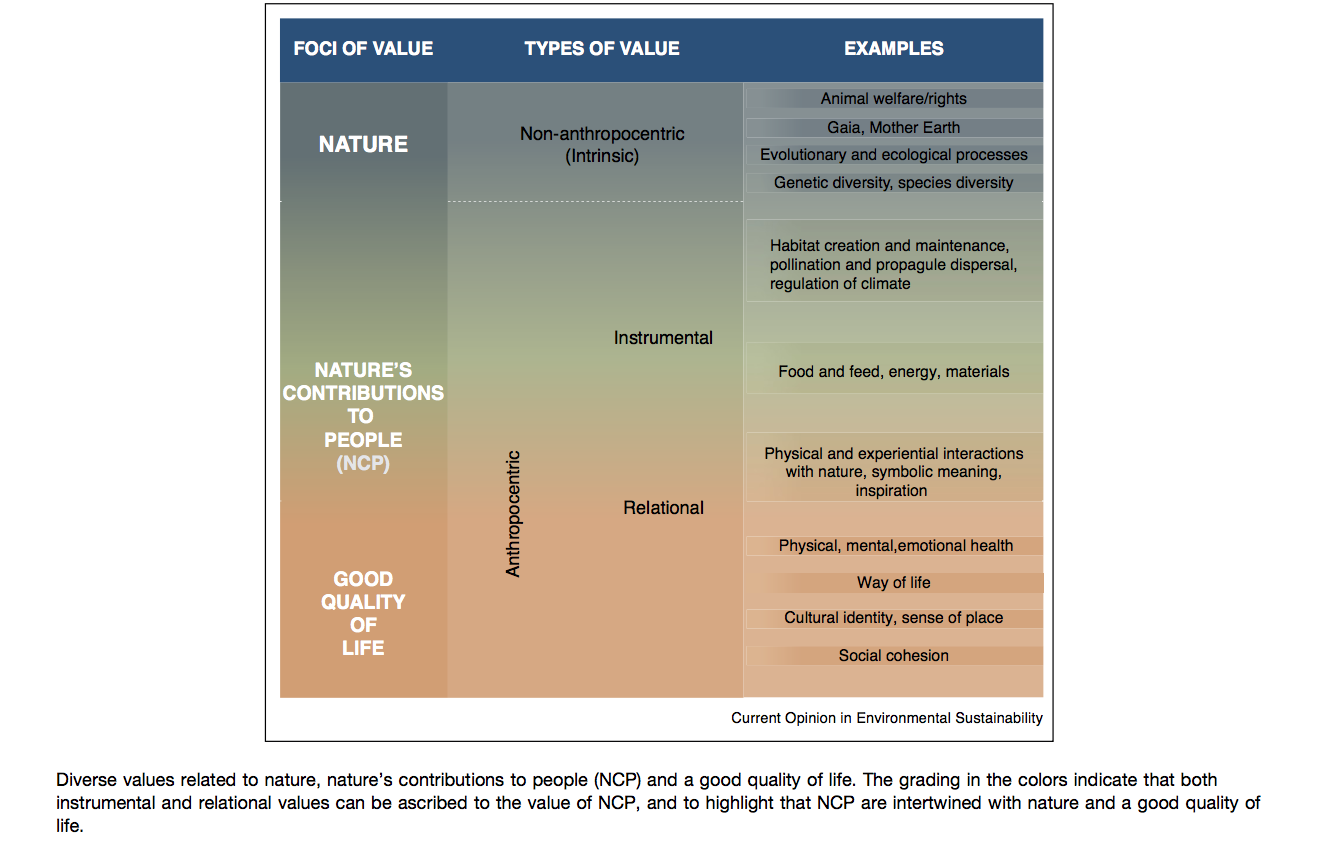 FOCI OF VALUE
TYPES OF VALUE
EXAMPLES
NATURE
Non-anthropocentric
(Intrinsic)
Animal welfare/rights
Gaia, Mother Earth
Evolutionary and ecological processes
Genetic diversity, species diversity
NATURE'S
CONTRIBUTIONS
TO
PEOPLE
(NCP)
Anthropocentric
Instrumental
Habitat creation and maintenance,
pollination and propagule dispersal,
regulation of climate
Food and feed, energy, materials
Physical and experiential interactions
with nature, symbolic meaning,
inspiration
GOOD
QUALITY
OF
LIFE
Relational
Physical, mental,emotional health
Way of life
Cultural identity, sense of place
Social cohesion
Current Opinion in Environmental Sustainability
Diverse values related to nature, nature's contributions to people (NCP) and a good quality of life. The grading in the colors indicate that both
instrumental and relational values can be ascribed to the value of NCP, and to highlight that NCP are intertwined with nature and a good quality of
life.